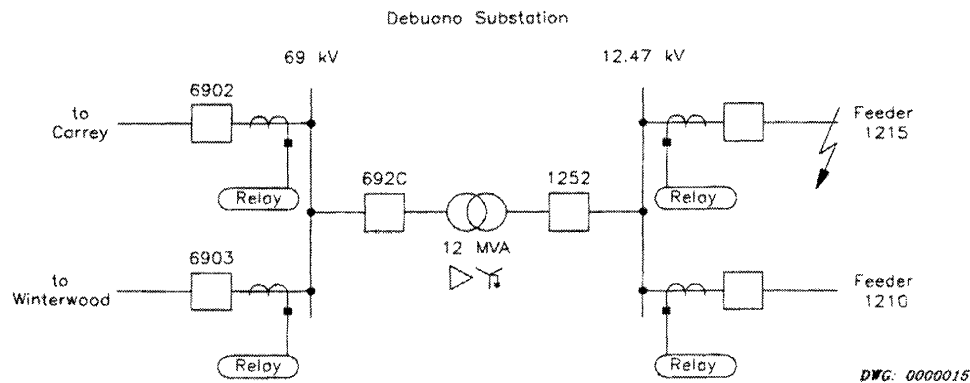 Debuono Substation
69 kV
12.47 kV
6902
to
Carrey
Relay
Feeder
1215
Relay
692C
1252
12 MVA
6903
to
Winterwood
Relay
Feeder
1210
Relay
DWG: 0000015